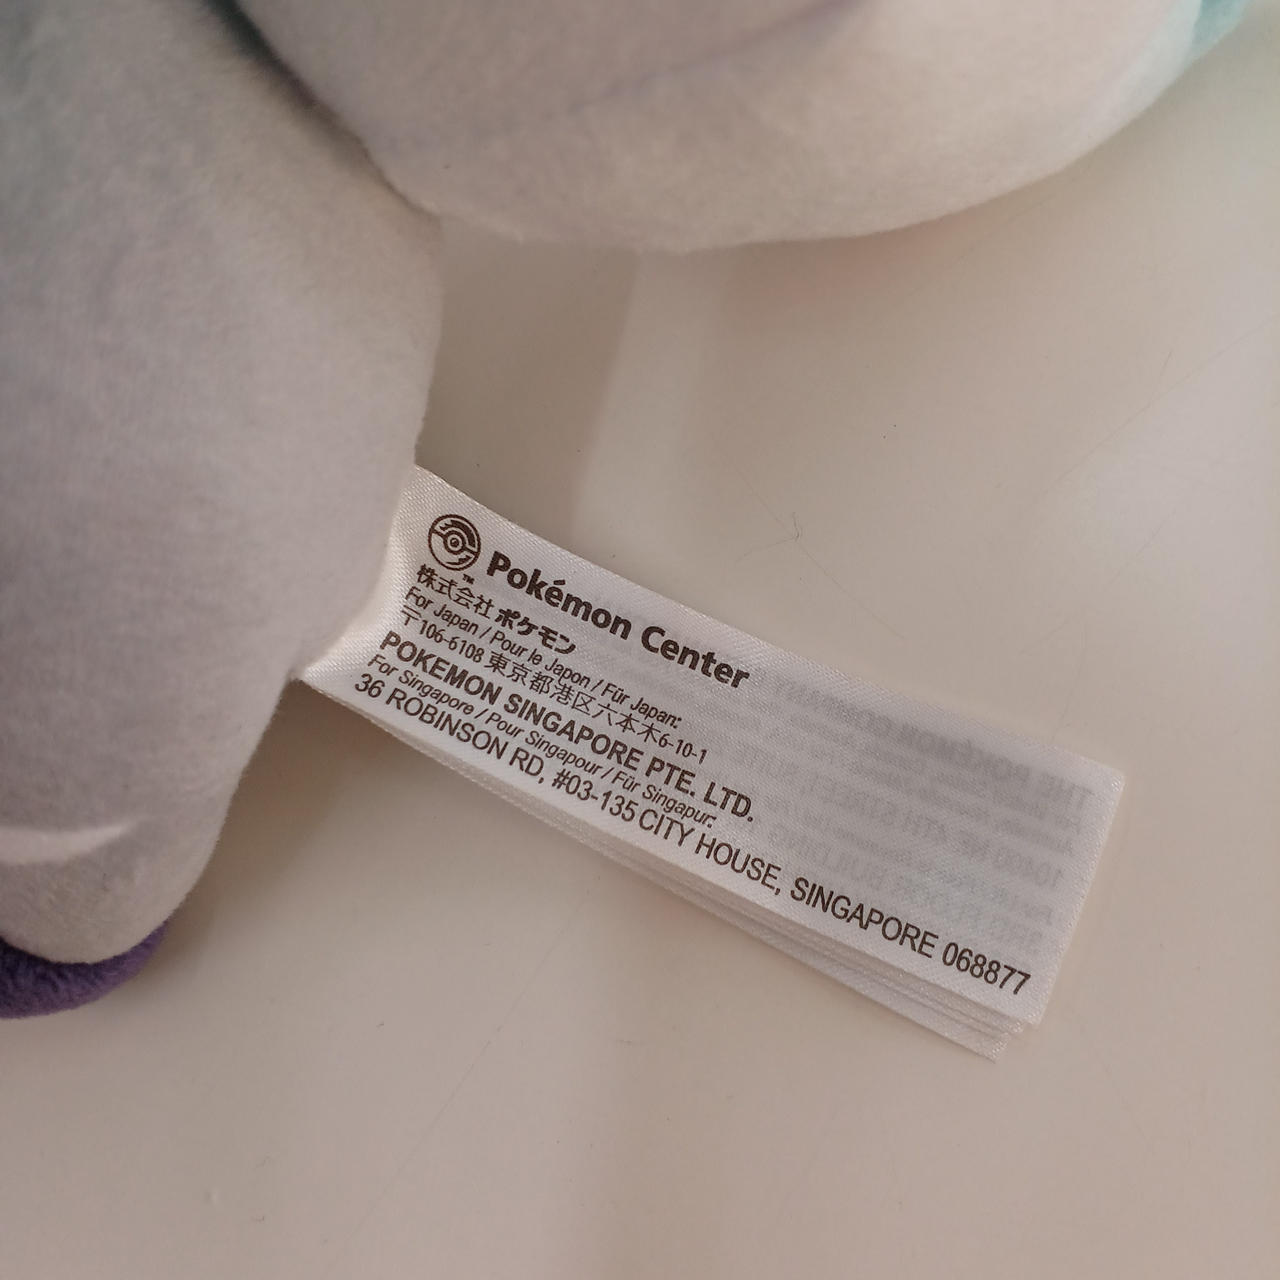 Pokémon Center
TM
株式会社 ポケモン
For Japan / Pour le Japon / Für Japan:
〒106-6108 東京都港区六本木6-10-1
POKEMON SINGAPORE PTE. LTD.
For Singapore / Pour Singapour / Für Singapur:
36 ROBINSON RD, #03-135 CITY HOUSE, SINGAPORE 068877